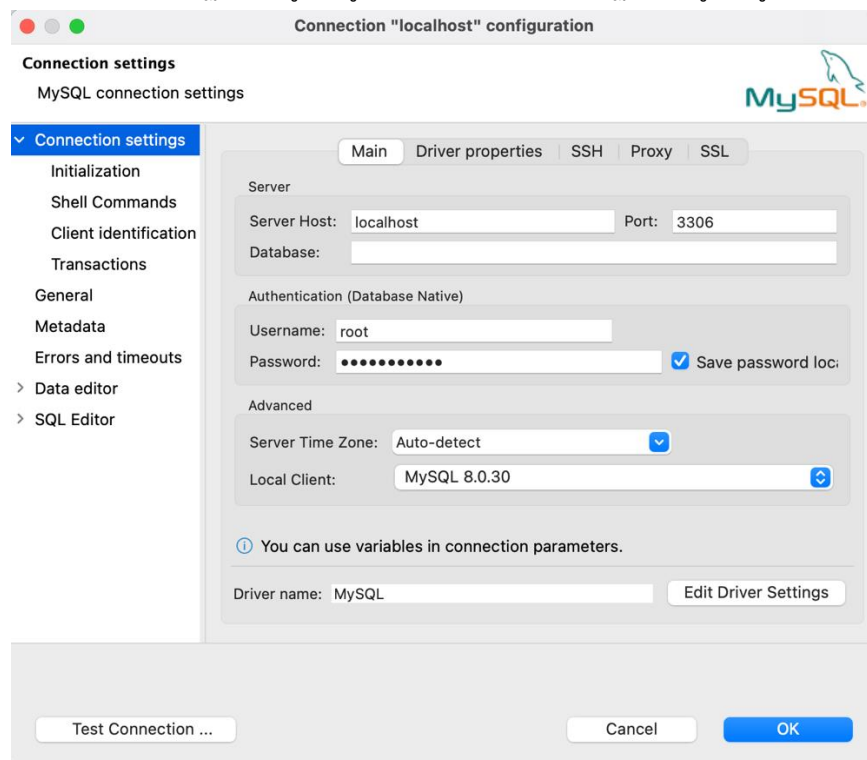 Connection "localhost" configuration
Connection settings
MySQL connection settings
MySQL
Connection settings
Initialization
Shell Commands
Client identification
Transactions
General
Metadata
Errors and timeouts
Data editor
SQL Editor
Main Driver properties SSH Proxy SSL
Server
Server Host: localhost Port: 3306
Database:
Authentication (Database Native)
Username: root
Password: ••••••••••• Save password loc
Advanced
Server Time Zone: Auto-detect
Local Client: MySQL 8.0.30
You can use variables in connection parameters.
Driver name: MySQL Edit Driver Settings
Test Connection ... Cancel OK